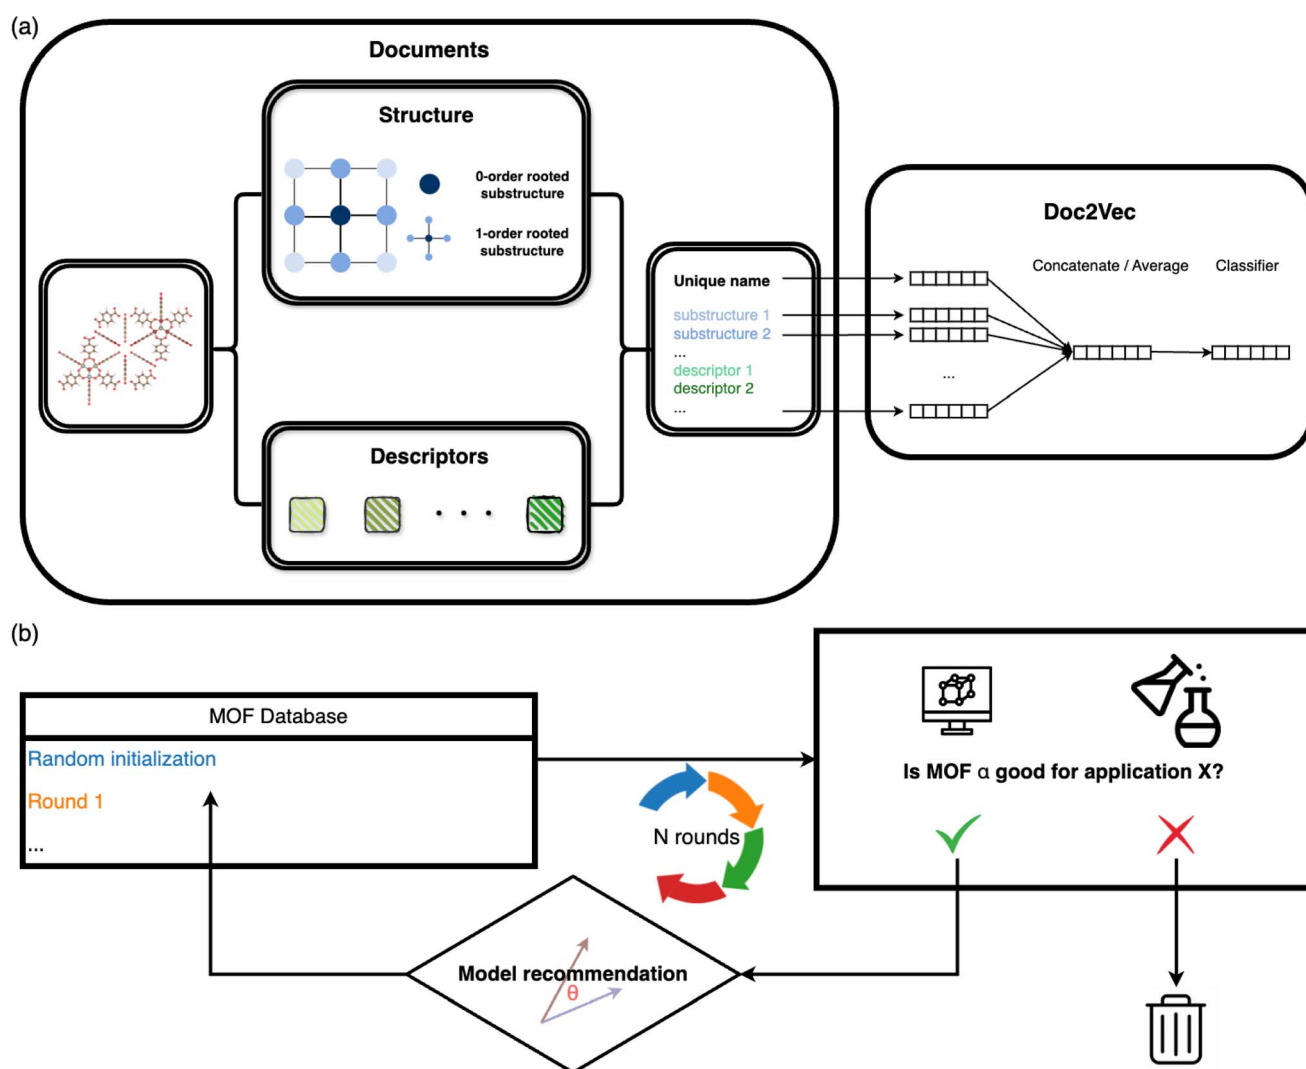 (a)
Documents
Structure
0-order rooted
substructure
1-order rooted
substructure
Descriptors
Unique name
substructure 1
substructure 2
...
descriptor 1
descriptor 2
...
Doc2Vec
Concatenate / Average
Classifier
...
(b)
MOF Database
Random initialization
Round 1
...
N rounds
Is MOF α good for application X?
Model recommendation
θ